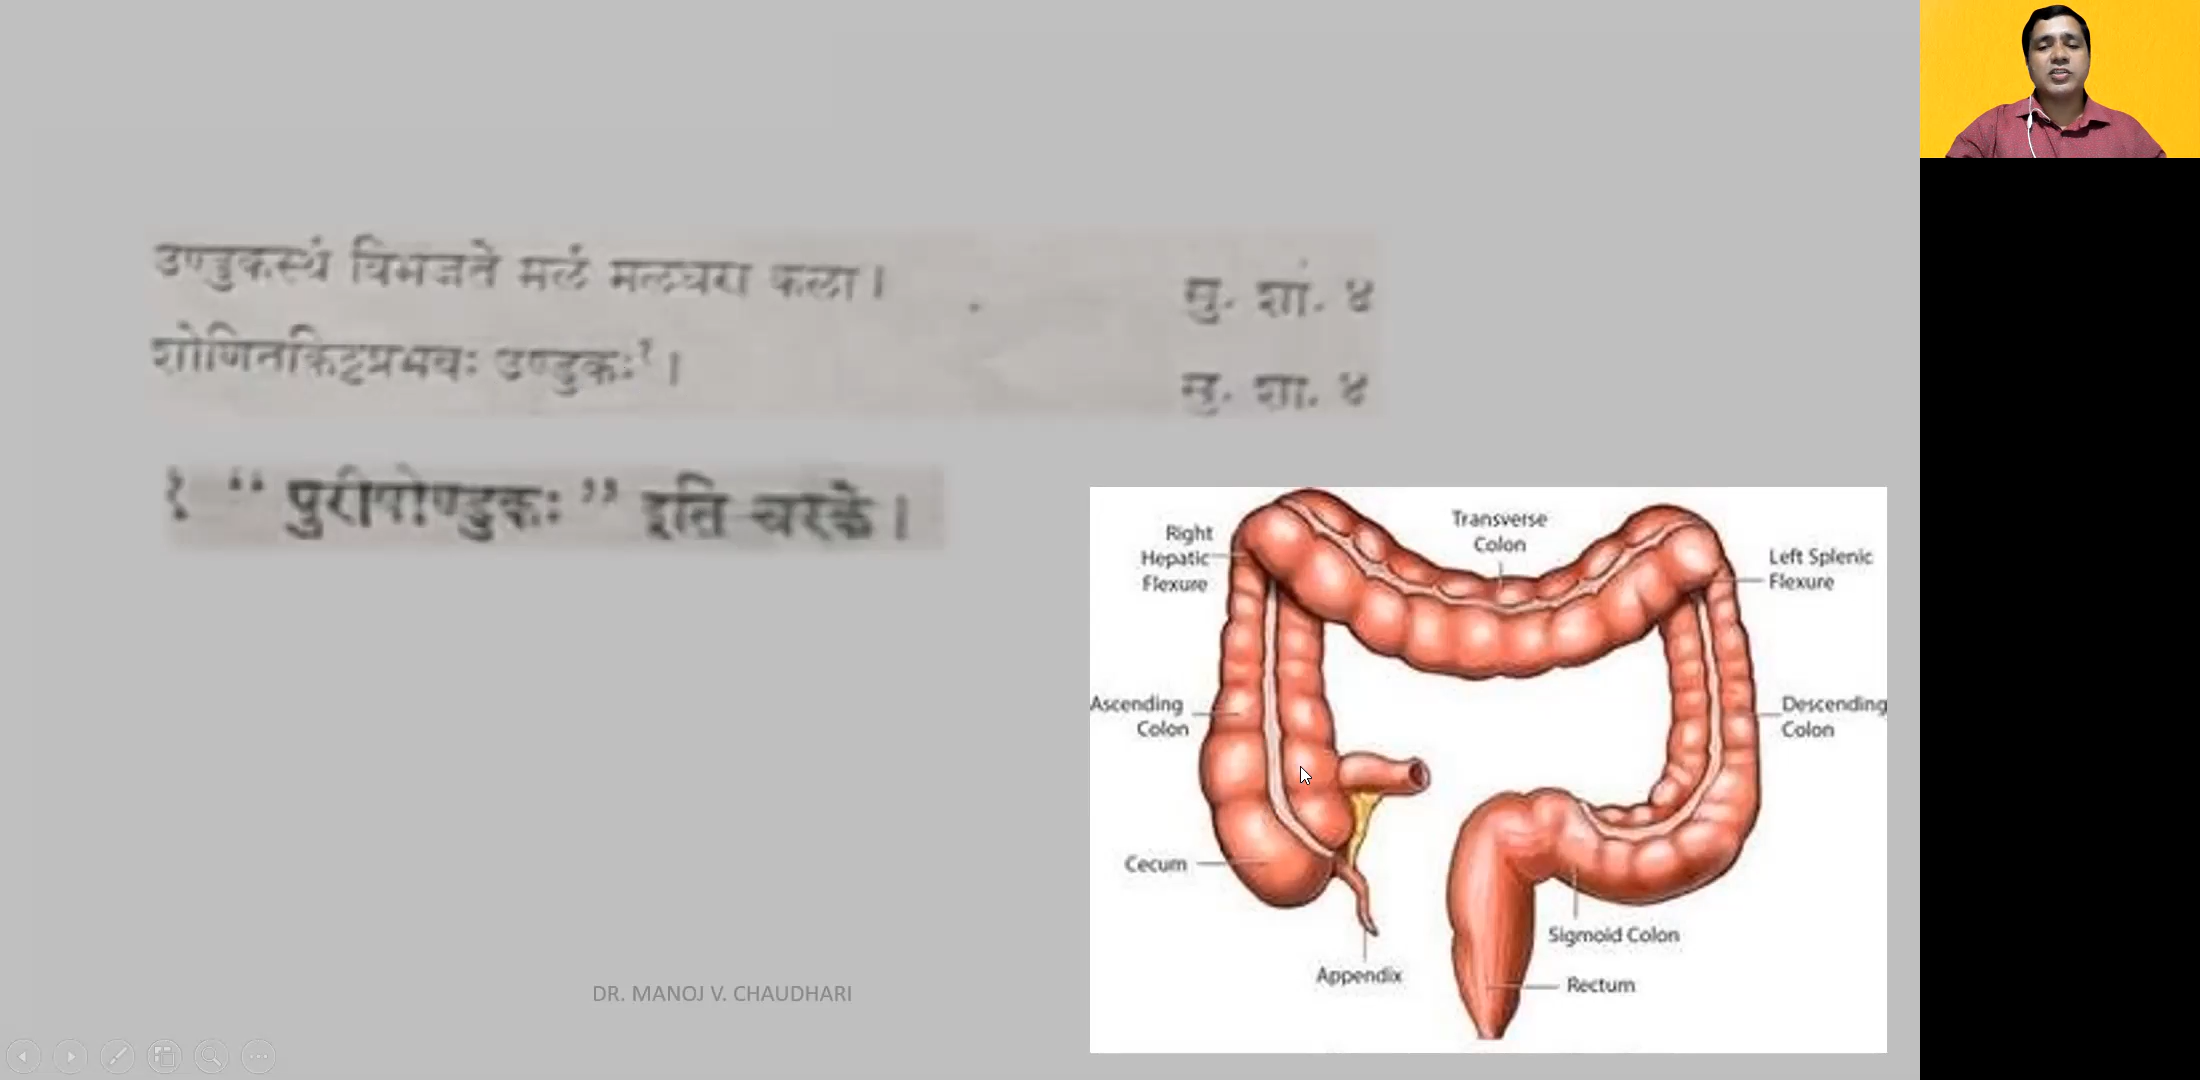 उण्डुकस्थं विभजते मलं मलधरा कला । सु. शां. ४
शोणितकिट्टप्रभवः उण्डुकः१ । सु. शा. ४
१ “ पुरीषोण्डुकः ” इति चरके ।
Right
Hepatic
Flexure
Transverse
Colon
Left Splenic
Flexure
Ascending
Colon
Descending
Colon
Cecum
Appendix
Sigmoid Colon
Rectum
DR. MANOJ V. CHAUDHARI